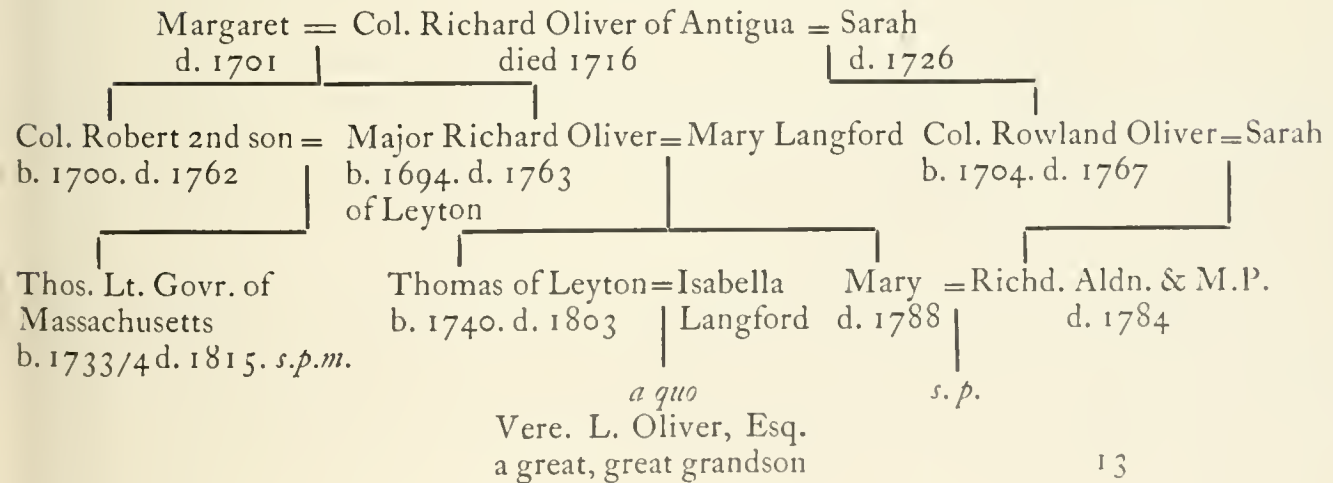 Margaret = Col. Richard Oliver of Antigua = Sarah
d. 1701 died 1716 d. 1726
Col. Robert 2nd son = Major Richard Oliver=Mary Langford Col. Rowland Oliver=Sarah
b. 1700. d. 1762 b. 1694. d. 1763 b. 1704. d. 1767
of Leyton
Thos. Lt. Govr. of Thomas of Leyton=Isabella Mary =Richd. Aldn. & M.P.
Massachusetts b. 1740. d. 1803 Langford d. 1788 d. 1784
b. 1733/4 d. 1815. s.p.m.
a quo s. p.
Vere. L. Oliver, Esq.
a great, great grandson 13